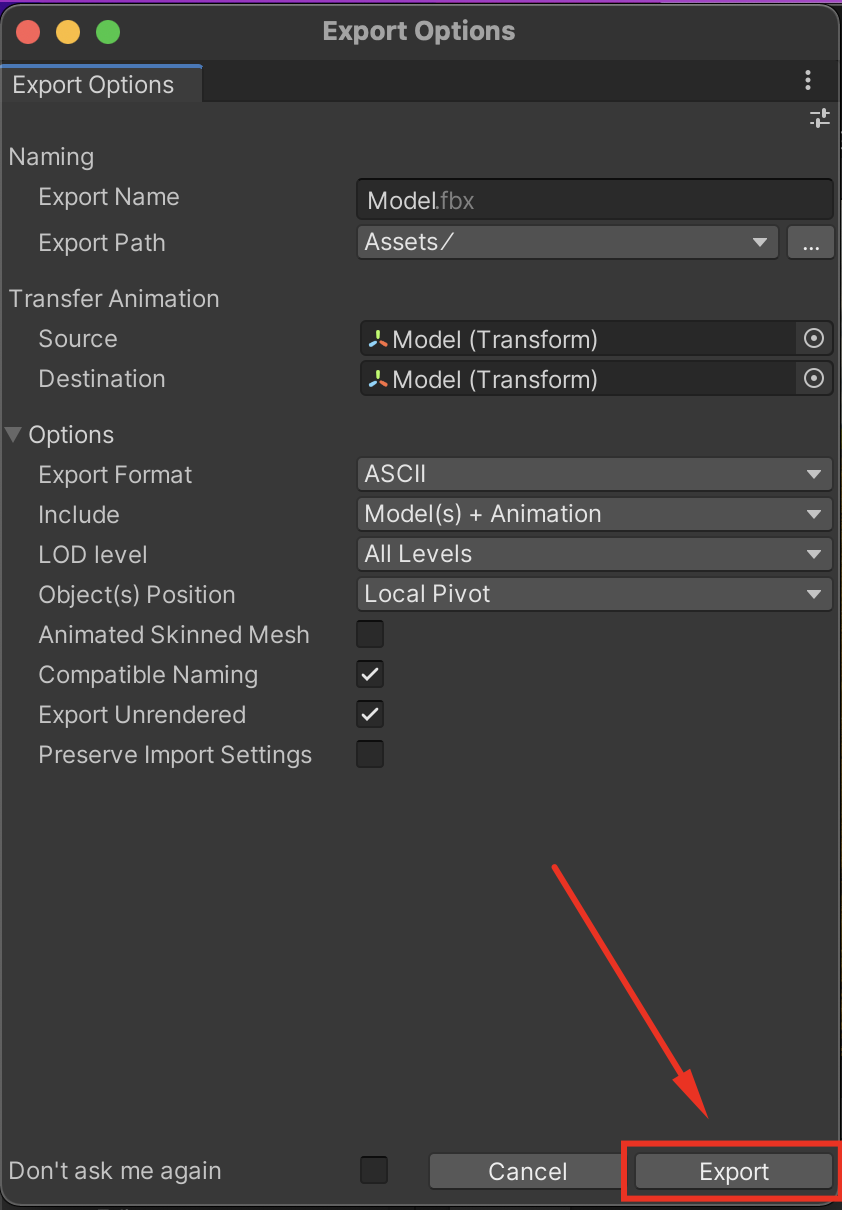 Export Options
Export Options
Naming
Export Name Model.fbx
Export Path Assets/ ...
Transfer Animation
Source Model (Transform)
Destination Model (Transform)
Options
Export Format ASCII
Include Model(s) + Animation
LOD level All Levels
Object(s) Position Local Pivot
Animated Skinned Mesh
Compatible Naming
Export Unrendered
Preserve Import Settings
Don't ask me again Cancel Export